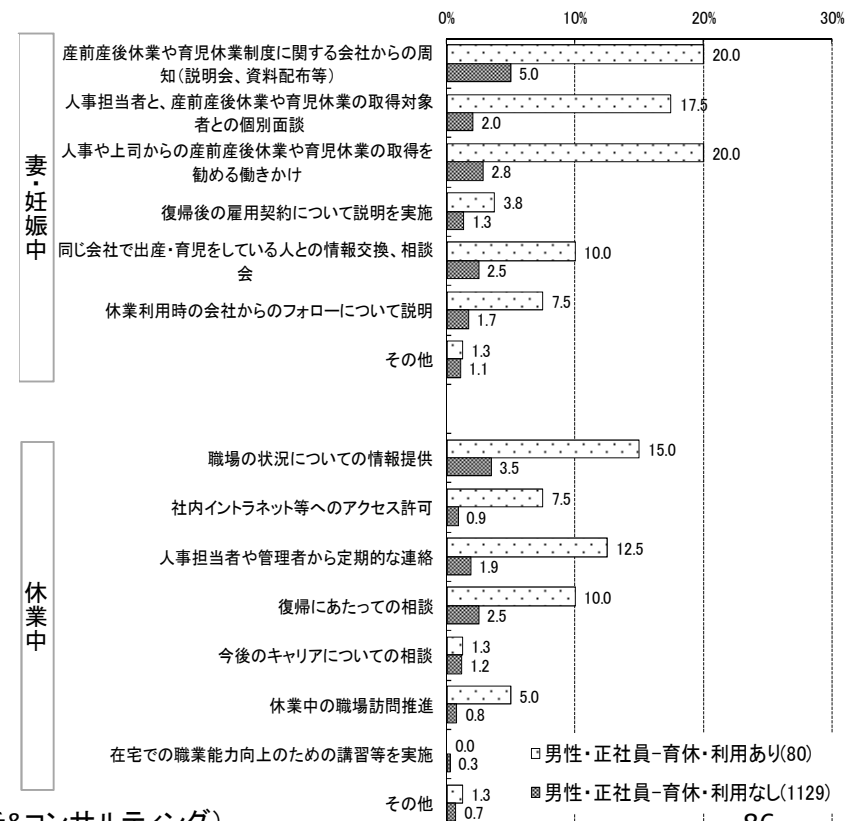 0%
10%
20%
30%
妻・妊娠中
産前産後休業や育児休業制度に関する会社からの周
知(説明会、資料配布等)
20.0
5.0
人事担当者と、産前産後休業や育児休業の取得対象
者との個別面談
17.5
2.0
人事や上司からの産前産後休業や育児休業の取得を
勧める働きかけ
20.0
2.8
復帰後の雇用契約について説明を実施
3.8
1.3
同じ会社で出産・育児をしている人との情報交換、相談
会
10.0
2.5
休業利用時の会社からのフォローについて説明
7.5
1.7
その他
1.3
1.1
休業中
職場の状況についての情報提供
15.0
3.5
社内イントラネット等へのアクセス許可
7.5
0.9
人事担当者や管理者から定期的な連絡
12.5
1.9
復帰にあたっての相談
10.0
2.5
今後のキャリアについての相談
1.3
1.2
休業中の職場訪問推進
5.0
0.8
在宅での職業能力向上のための講習等を実施
0.0
0.3
その他
1.3
0.7
男性・正社員−育休・利用あり(80)
男性・正社員−育休・利用なし(1129)
&コンサルティング)